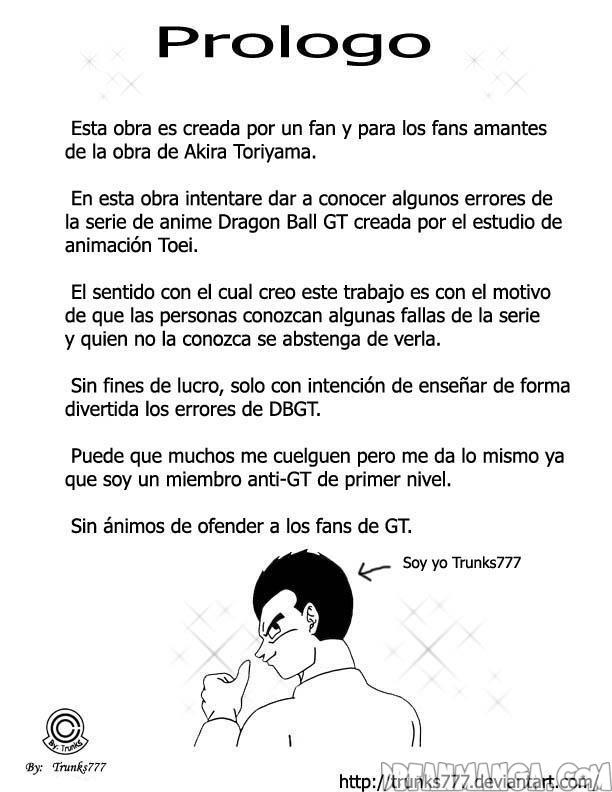 Prologo
Esta obra es creada por un fan y para los fans amantes
de la obra de Akira Toriyama.
En esta obra intentare dar a conocer algunos errores de
la serie de anime Dragon Ball GT creada por el estudio de
animación Toei.
El sentido con el cual creo este trabajo es con el motivo
de que las personas conozcan algunas fallas de la serie
y quien no la conozca se abstenga de verla.
Sin fines de lucro, solo con intención de enseñar de forma
divertida los errores de DBGT.
Puede que muchos me cuelguen pero me da lo mismo ya
que soy un miembro anti-GT de primer nivel.
Sin ánimos de ofender a los fans de GT.
Soy yo Trunks777
By: Trunks
By: Trunks777
http://trunks777.deviantart.com/